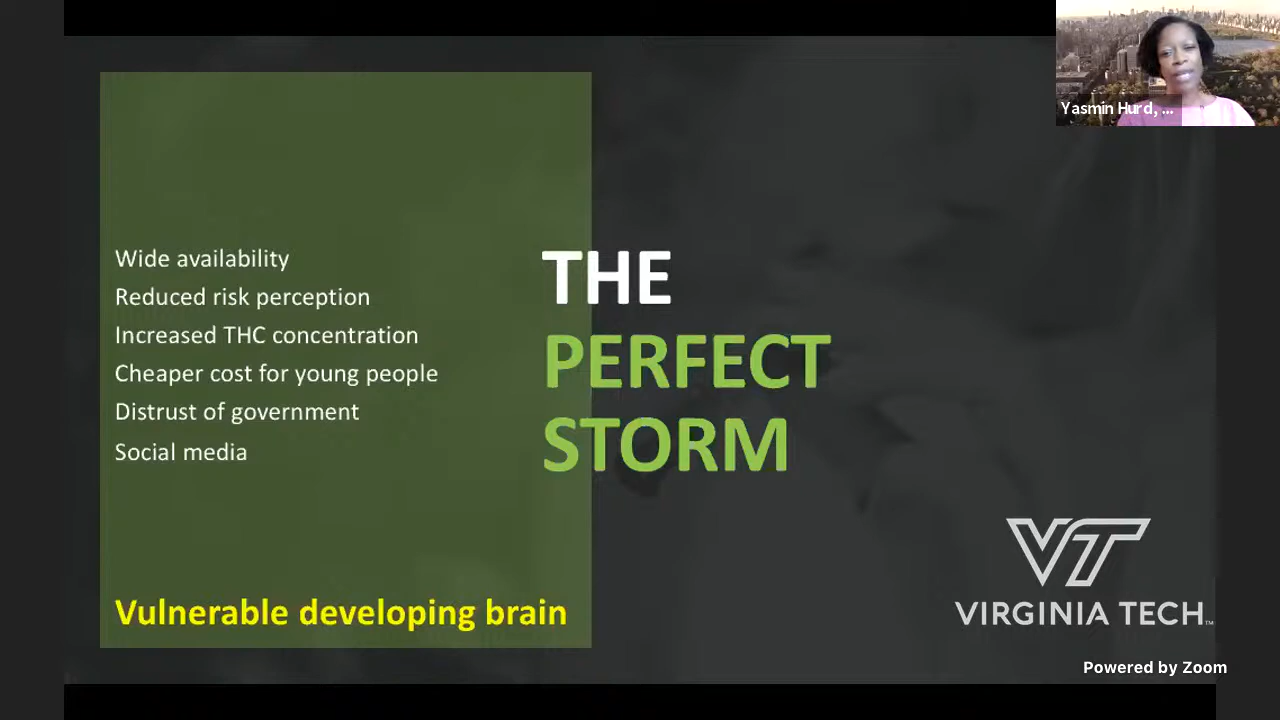 Yasmin Hurd, ...
Wide availability
Reduced risk perception
Increased THC concentration
Cheaper cost for young people
Distrust of government
Social media
Vulnerable developing brain
THE
PERFECT
STORM
VT
VIRGINIA TECH™
Powered by Zoom